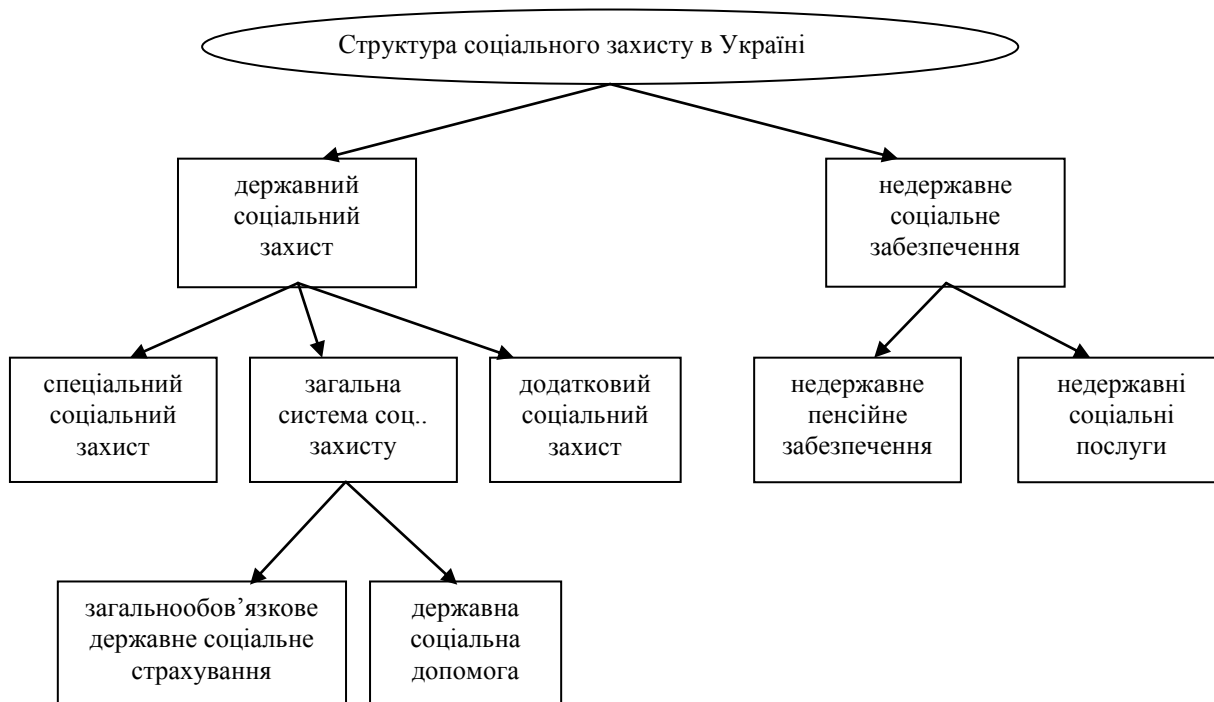 Структура соціального захисту в Україні
державний
соціальний
захист
недержавне
соціальне
забезпечення
спеціальний
соціальний
захист
загальна
система соц..
захисту
додатковий
соціальний
захист
недержавне
пенсійне
забезпечення
недержавні
соціальні
послуги
загальнообов’язкове
державне соціальне
страхування
державна
соціальна
допомога